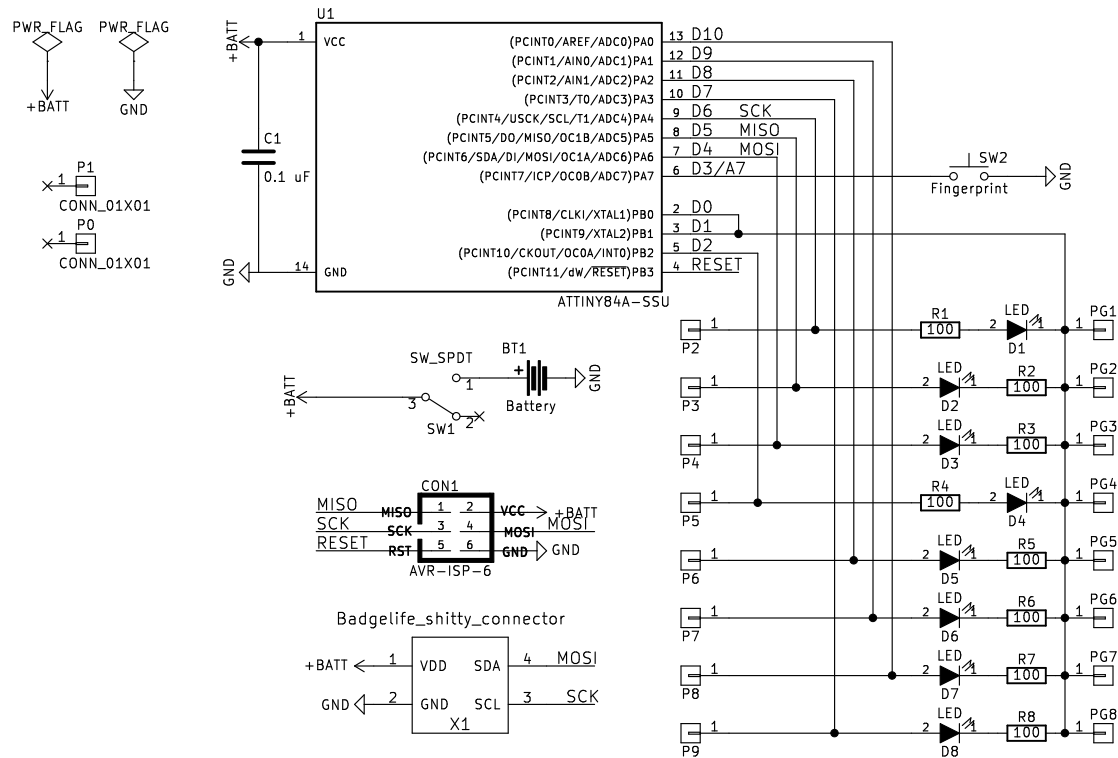 PWR_FLAG
PWR_FLAG
+BATT
GND
P1
1
CONN_01X01
P0
1
CONN_01X01
U1
+BATT
1
VCC
C1
0.1 uF
GND
14
GND
(PCINT0/AREF/ADC0)PA0 13 D10
(PCINT1/AIN0/ADC1)PA1 12 D9
(PCINT2/AIN1/ADC2)PA2 11 D8
(PCINT3/T0/ADC3)PA3 10 D7
(PCINT4/USCK/SCL/T1/ADC4)PA4 9 D6 SCK
(PCINT5/DO/MISO/OC1B/ADC5)PA5 8 D5 MISO
(PCINT6/SDA/DI/MOSI/OC1A/ADC6)PA6 7 D4 MOSI
(PCINT7/ICP/OC0B/ADC7)PA7 6 D3/A7
(PCINT8/CLKI/XTAL1)PB0 2 D0
(PCINT9/XTAL2)PB1 3 D1
(PCINT10/CKOUT/OC0A/INT0)PB2 5 D2
(PCINT11/dW/RESET)PB3 4 RESET
ATTINY84A-SSU
SW2
Fingerprint
GND
SW_SPDT
BT1
1
+
Battery
GND
+BATT
3
2
SW1
CON1
MISO MISO 1 2 VCC +BATT
SCK SCK 3 4 MOSI MOSI
RESET RST 5 6 GND GND
AVR-ISP-6
Badgelife_shitty_connector
+BATT 1 VDD SDA 4 MOSI
GND 2 GND SCL 3 SCK
X1
P2 1 R1 100 2 LED 1 D1 1 PG1
P3 1 2 LED 1 D2 R2 100 1 PG2
P4 1 2 LED 1 D3 R3 100 1 PG3
P5 1 R4 100 2 LED 1 D4 1 PG4
P6 1 2 LED 1 D5 R5 100 1 PG5
P7 1 2 LED 1 D6 R6 100 1 PG6
P8 1 2 LED 1 D7 R7 100 1 PG7
P9 1 2 LED 1 D8 R8 100 1 PG8